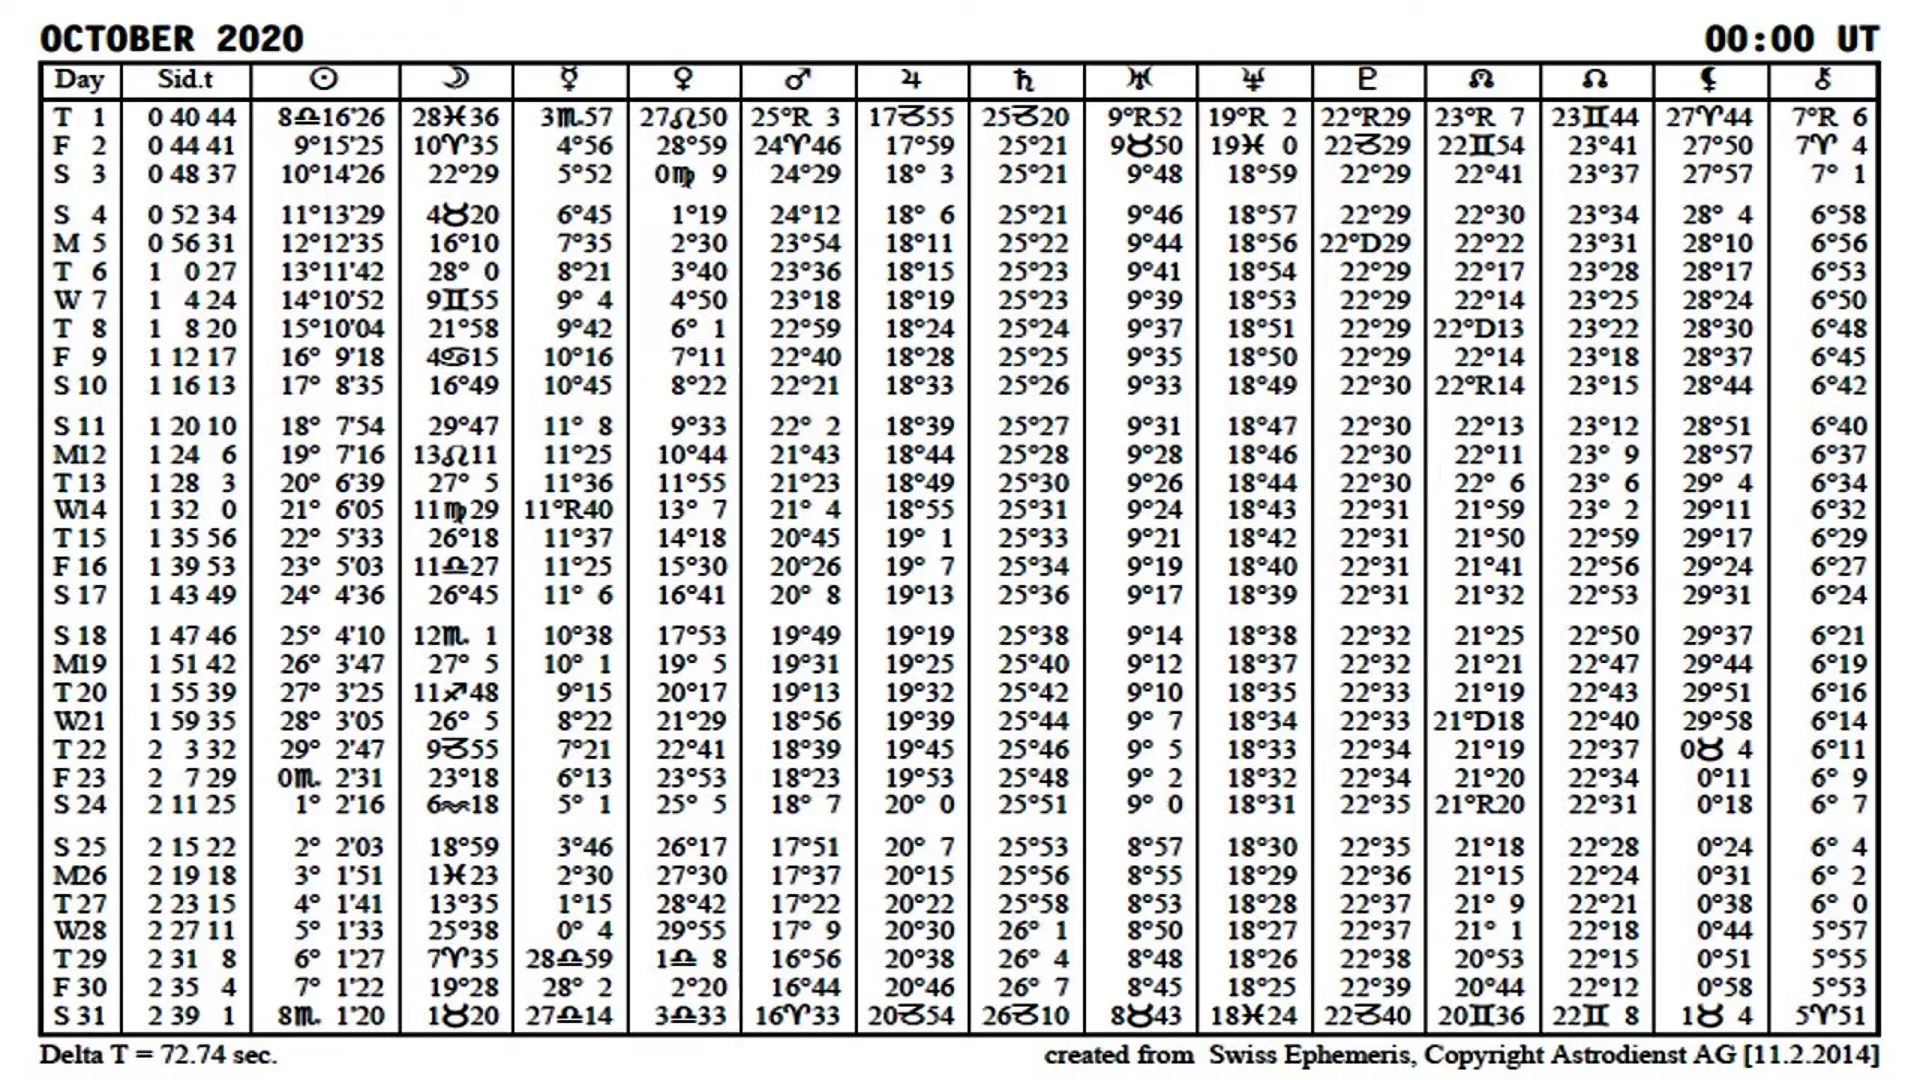 OCTOBER 2020 00:00 UT
Day Sid.t ☉ ☽ ☿ ♀ ♂ ♃ ♄ ♅ ♆ ♇ ☊ ☊ ⚸ ⚷
T 1 0 40 44 8♎16'26 28♓36 3♏57 27♌50 25°R 3 17♑55 25♑20 9°R52 19°R 2 22°R29 23°R 7 23♊44 27♈44 7°R 6
F 2 0 44 41 9°15'25 10♈35 4°56 28°59 24♈46 17°59 25°21 9♉50 19♓ 0 22♑29 22♊54 23°41 27°50 7♈ 4
S 3 0 48 37 10°14'26 22°29 5°52 0♍ 9 24°29 18° 3 25°21 9°48 18°59 22°29 22°41 23°37 27°57 7° 1
S 4 0 52 34 11°13'29 4♉20 6°45 1°19 24°12 18° 6 25°21 9°46 18°57 22°29 22°30 23°34 28° 4 6°58
M 5 0 56 31 12°12'35 16°10 7°35 2°30 23°54 18°11 25°22 9°44 18°56 22°D29 22°22 23°31 28°10 6°56
T 6 1 0 27 13°11'42 28° 0 8°21 3°40 23°36 18°15 25°23 9°41 18°54 22°29 22°17 23°28 28°17 6°53
W 7 1 4 24 14°10'52 9♊55 9° 4 4°50 23°18 18°19 25°23 9°39 18°53 22°29 22°14 23°25 28°24 6°50
T 8 1 8 20 15°10'04 21°58 9°42 6° 1 22°59 18°24 25°24 9°37 18°51 22°29 22°D13 23°22 28°30 6°48
F 9 1 12 17 16° 9'18 4♋15 10°16 7°11 22°40 18°28 25°25 9°35 18°50 22°29 22°14 23°18 28°37 6°45
S 10 1 16 13 17° 8'35 16°49 10°45 8°22 22°21 18°33 25°26 9°33 18°49 22°30 22°R14 23°15 28°44 6°42
S 11 1 20 10 18° 7'54 29°47 11° 8 9°33 22° 2 18°39 25°27 9°31 18°47 22°30 22°13 23°12 28°51 6°40
M12 1 24 6 19° 7'16 13♌11 11°25 10°44 21°43 18°44 25°28 9°28 18°46 22°30 22°11 23° 9 28°57 6°37
T 13 1 28 3 20° 6'39 27° 5 11°36 11°55 21°23 18°49 25°30 9°26 18°44 22°30 22° 6 23° 6 29° 4 6°34
W14 1 32 0 21° 6'05 11♍29 11°R40 13° 7 21° 4 18°55 25°31 9°24 18°43 22°31 21°59 23° 2 29°11 6°32
T 15 1 35 56 22° 5'33 26°18 11°37 14°18 20°45 19° 1 25°33 9°21 18°42 22°31 21°50 22°59 29°17 6°29
F 16 1 39 53 23° 5'03 11♎27 11°25 15°30 20°26 19° 7 25°34 9°19 18°40 22°31 21°41 22°56 29°24 6°27
S 17 1 43 49 24° 4'36 26°45 11° 6 16°41 20° 8 19°13 25°36 9°17 18°39 22°31 21°32 22°53 29°31 6°24
S 18 1 47 46 25° 4'10 12♏ 1 10°38 17°53 19°49 19°19 25°38 9°14 18°38 22°32 21°25 22°50 29°37 6°21
M19 1 51 42 26° 3'47 27° 5 10° 1 19° 5 19°31 19°25 25°40 9°12 18°37 22°32 21°21 22°47 29°44 6°19
T 20 1 55 39 27° 3'25 11♐48 9°15 20°17 19°13 19°32 25°42 9°10 18°35 22°33 21°19 22°43 29°51 6°16
W21 1 59 35 28° 3'05 26° 5 8°22 21°29 18°56 19°39 25°44 9° 7 18°34 22°33 21°D18 22°40 29°58 6°14
T 22 2 3 32 29° 2'47 9♑55 7°21 22°41 18°39 19°45 25°46 9° 5 18°33 22°34 21°19 22°37 0♉ 4 6°11
F 23 2 7 29 0♏ 2'31 23°18 6°13 23°53 18°23 19°53 25°48 9° 2 18°32 22°34 21°20 22°34 0°11 6° 9
S 24 2 11 25 1° 2'16 6♒18 5° 1 25° 5 18° 7 20° 0 25°51 9° 0 18°31 22°35 21°R20 22°31 0°18 6° 7
S 25 2 15 22 2° 2'03 18°59 3°46 26°17 17°51 20° 7 25°53 8°57 18°30 22°35 21°18 22°28 0°24 6° 4
M26 2 19 18 3° 1'51 1♓23 2°30 27°30 17°37 20°15 25°56 8°55 18°29 22°36 21°15 22°24 0°31 6° 2
T 27 2 23 15 4° 1'41 13°35 1°15 28°42 17°22 20°22 25°58 8°53 18°28 22°37 21° 9 22°21 0°38 6° 0
W28 2 27 11 5° 1'33 25°38 0° 4 29°55 17° 9 20°30 26° 1 8°50 18°27 22°37 21° 1 22°18 0°44 5°57
T 29 2 31 8 6° 1'27 7♈35 28♎59 1♎ 8 16°56 20°38 26° 4 8°48 18°26 22°38 20°53 22°15 0°51 5°55
F 30 2 35 4 7° 1'22 19°28 28° 2 2°20 16°44 20°46 26° 7 8°45 18°25 22°39 20°44 22°12 0°58 5°53
S 31 2 39 1 8♏ 1'20 1♉20 27♎14 3♎33 16♈33 20♑54 26♑10 8♉43 18♓24 22♑40 20♊36 22♊ 8 1♉ 4 5♈51
Delta T = 72.74 sec. created from Swiss Ephemeris, Copyright Astrodienst AG [11.2.2014]